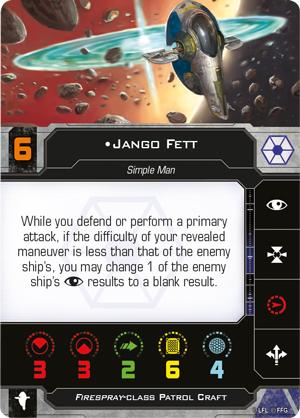 6
•Jango Fett
Simple Man
While you defend or perform a primary
attack, if the difficulty of your revealed
maneuver is less than that of the enemy
ship's, you may change 1 of the enemy
ship's results to a blank result.
3 3 2 6 4
Firespray-class Patrol Craft
LFL ©FFG